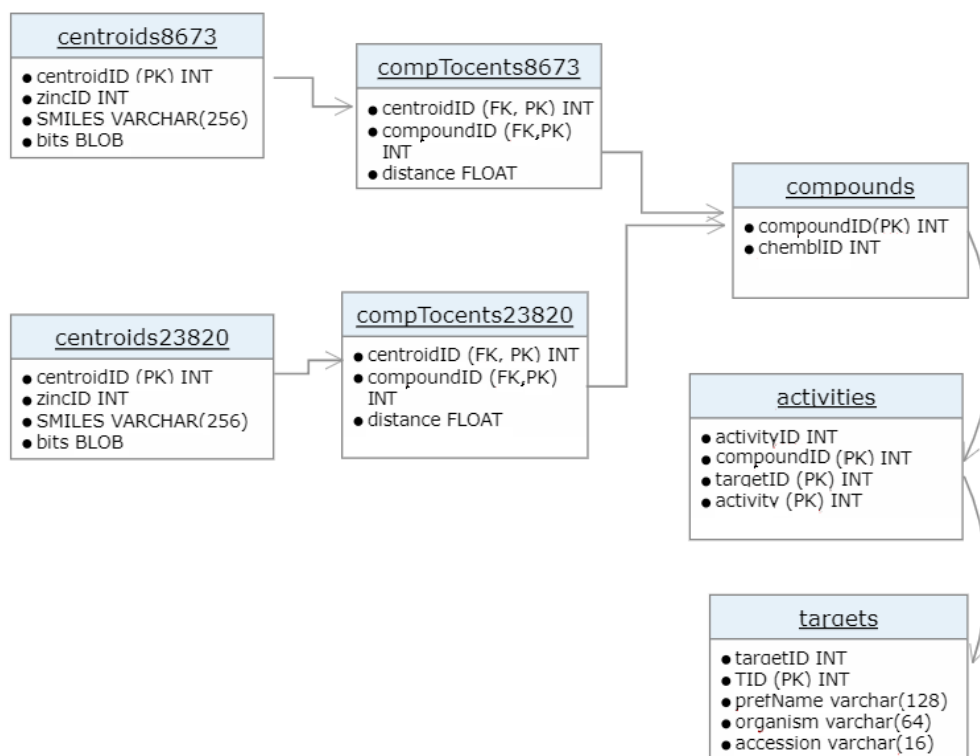 centroids8673
● centroidID (PK) INT
● zincID INT
● SMILES VARCHAR(256)
● bits BLOB
compTocents8673
● centroidID (FK, PK) INT
● compoundID (FK,PK)
INT
● distance FLOAT
compounds
● compoundID(PK) INT
● chemblID INT
centroids23820
● centroidID (PK) INT
● zincID INT
● SMILES VARCHAR(256)
● bits BLOB
compTocents23820
● centroidID (FK, PK) INT
● compoundID (FK,PK)
INT
● distance FLOAT
activities
● activityID INT
● compoundID (PK) INT
● targetID (PK) INT
● activity (PK) INT
targets
● targetID INT
● TID (PK) INT
● prefName varchar(128)
● organism varchar(64)
● accession varchar(16)